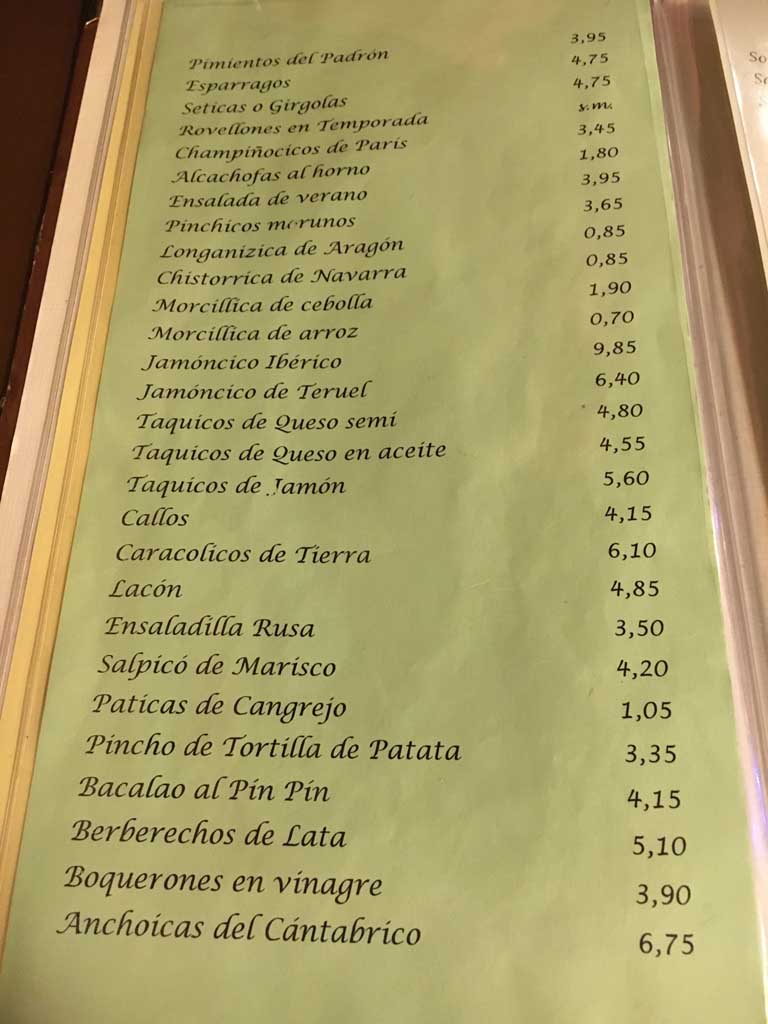 Pimientos del Padrón 3,95
Esparragos 4,75
Seticas o Girgolas 4,75
Rovellones en Temporada s.m.
Champiñocicos de París 3,45
Alcachofas al horno 1,80
Ensalada de verano 3,95
Pinchicos morunos 3,65
Longanizica de Aragón 0,85
Chistorrica de Navarra 0,85
Morcillica de cebolla 1,90
Morcillica de arroz 0,70
Jamóncico Ibérico 9,85
Jamóncico de Teruel 6,40
Taquicos de Queso semi 4,80
Taquicos de Queso en aceite 4,55
Taquicos de Jamón 5,60
Callos 4,15
Caracolicos de Tierra 6,10
Lacón 4,85
Ensaladilla Rusa 3,50
Salpicó de Marisco 4,20
Paticas de Cangrejo 1,05
Pincho de Tortilla de Patata 3,35
Bacalao al Pin Pin 4,15
Berberechos de Lata 5,10
Boquerones en vinagre 3,90
Anchoicas del Cántabrico 6,75